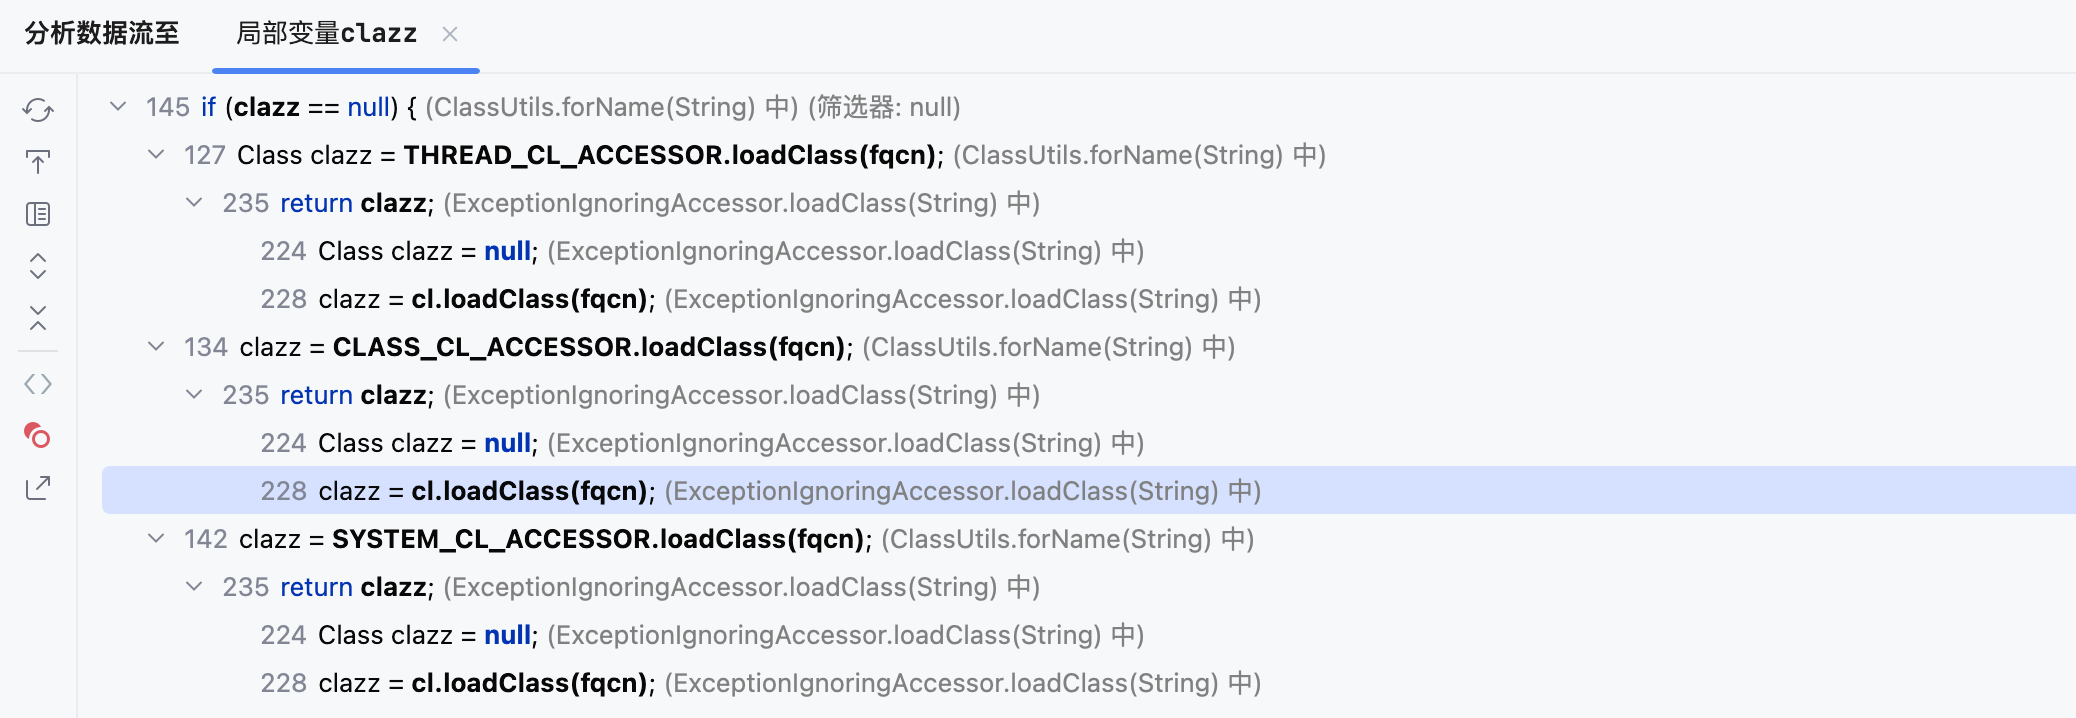 分析数据流至 局部变量clazz ×
145 if (clazz == null) { (ClassUtils.forName(String) 中) (筛选器: null)
127 Class clazz = THREAD_CL_ACCESSOR.loadClass(fqcn); (ClassUtils.forName(String) 中)
235 return clazz; (ExceptionIgnoringAccessor.loadClass(String) 中)
224 Class clazz = null; (ExceptionIgnoringAccessor.loadClass(String) 中)
228 clazz = cl.loadClass(fqcn); (ExceptionIgnoringAccessor.loadClass(String) 中)
134 clazz = CLASS_CL_ACCESSOR.loadClass(fqcn); (ClassUtils.forName(String) 中)
235 return clazz; (ExceptionIgnoringAccessor.loadClass(String) 中)
224 Class clazz = null; (ExceptionIgnoringAccessor.loadClass(String) 中)
228 clazz = cl.loadClass(fqcn); (ExceptionIgnoringAccessor.loadClass(String) 中)
142 clazz = SYSTEM_CL_ACCESSOR.loadClass(fqcn); (ClassUtils.forName(String) 中)
235 return clazz; (ExceptionIgnoringAccessor.loadClass(String) 中)
224 Class clazz = null; (ExceptionIgnoringAccessor.loadClass(String) 中)
228 clazz = cl.loadClass(fqcn); (ExceptionIgnoringAccessor.loadClass(String) 中)